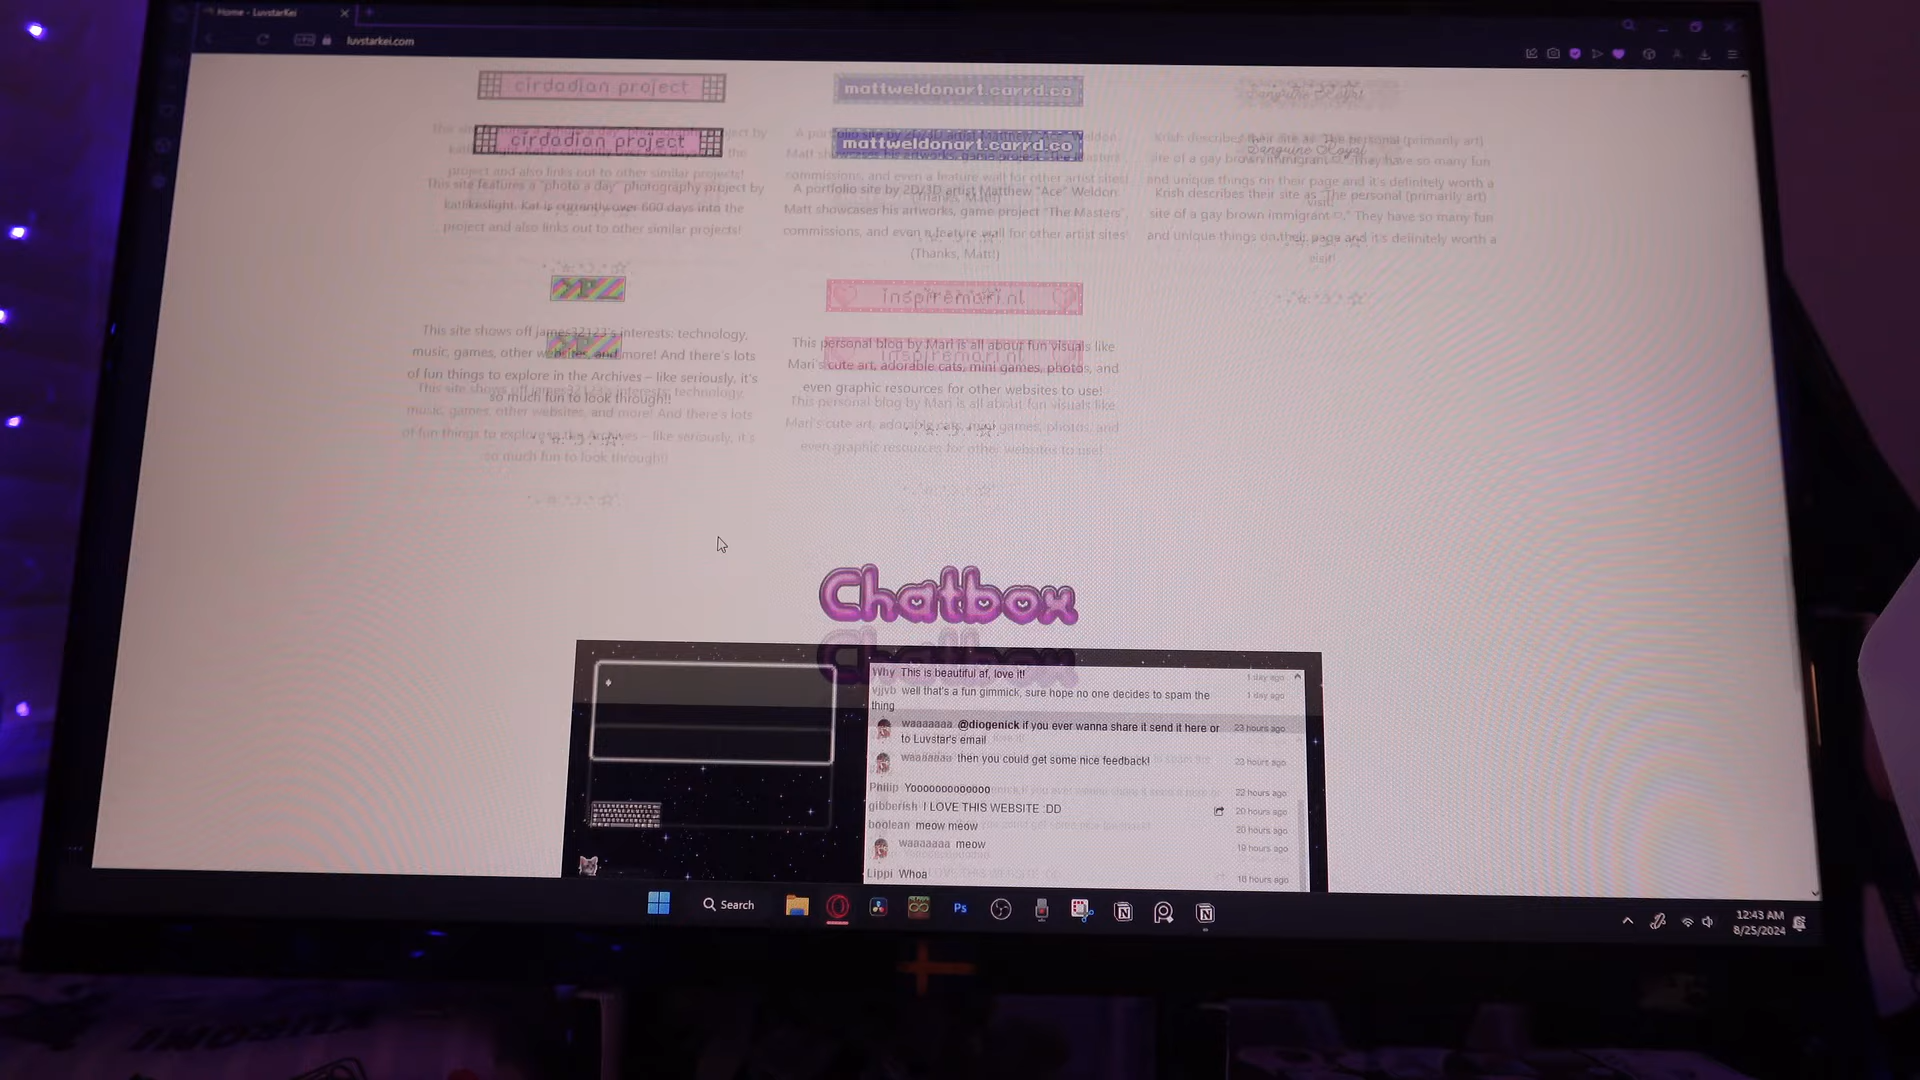 Home - LuvstarKei
luvstarkei.com
cirdadian project
mattweldonart.carrd.co
cirdadian project
mattweldonart.carrd.co
This site features a "photo a day" photography project by
katlikeslight. Kat is currently over 600 days into the
project and also links out to other similar projects!
A portfolio site by 2D/3D artist Matthew "Ace" Weldon.
Matt showcases his artworks, game project "The Masters",
commissions, and even a feature wall for other artist sites!
(Thanks, Matt!)
Krish describes their site as "The personal (primarily art)
site of a gay brown immigrant
They have so many fun
and unique things on their page and it's definitely worth a
visit!
This site shows off james32123's interests: technology,
music, games, other websites, and more! And there's lots
of fun things to explore in the Archives – like seriously, it's
so much fun to look through!!
inspiremari.nl
This personal blog by Mari is all about fun visuals like
Mari's cute art, adorable cats, mini games, photos, and
even graphic resources for other websites to use!
Chatbox
Why This is beautiful af, love it! 1 day ago
vjjvb well that's a fun gimmick, sure hope no one decides to spam the 1 day ago
thing
waaaaaaa @diogenick if you ever wanna share it send it here or 23 hours ago
to Luvstar's email
waaaaaaa then you could get some nice feedback! 23 hours ago
Philip Yoooooooooooo 22 hours ago
gibberish I LOVE THIS WEBSITE :DD 20 hours ago
boolean meow meow 20 hours ago
waaaaaaa meow 19 hours ago
Lippi Whoa 18 hours ago
Search
Ps
12:43 AM
8/25/2024